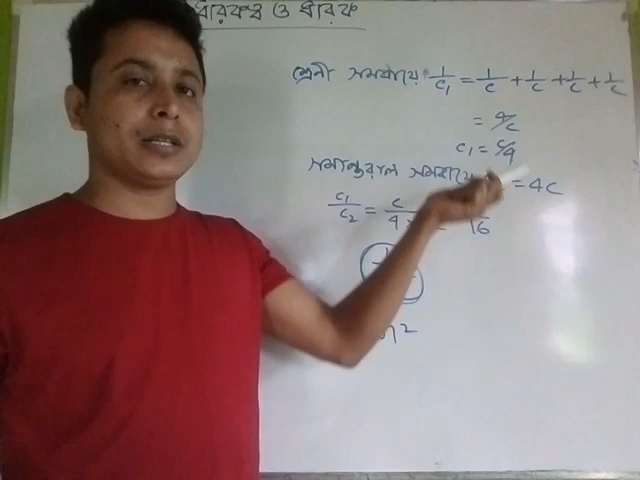 ধারকত্ব ও ধারক
শ্রেনী সমবায়ে 1/C₁ = 1/C + 1/C + 1/C + 1/C
= 4/C
C₁ = C/4
সমান্তরাল সমবায়ে = 4C
C₁/C₂ = C/4 16
n²